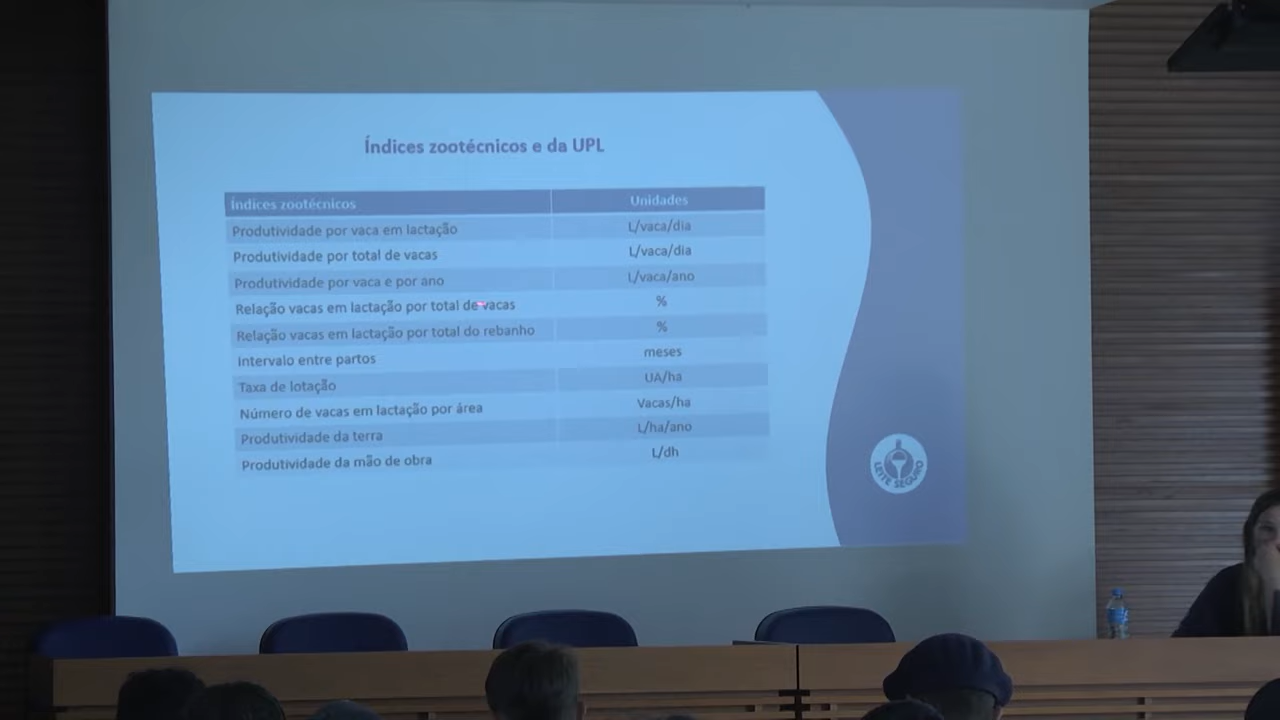 Índices zootécnicos e da UPL
Índices zootécnicos Unidades
Produtividade por vaca em lactação L/vaca/dia
Produtividade por total de vacas L/vaca/dia
Produtividade por vaca e por ano L/vaca/ano
Relação vacas em lactação por total de vacas %
Relação vacas em lactação por total do rebanho %
Intervalo entre partos meses
Taxa de lotação UA/ha
Número de vacas em lactação por área Vacas/ha
Produtividade da terra L/ha/ano
Produtividade da mão de obra L/dh
LEITE SEGURO